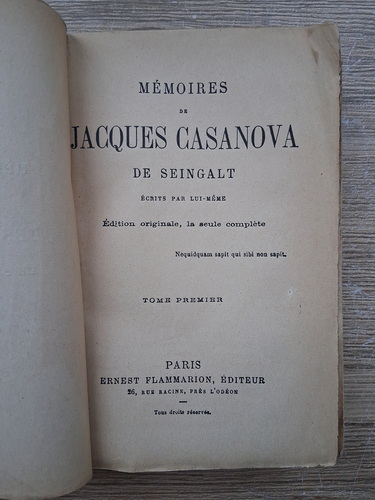 MÉMOIRES
DE
JACQUES CASANOVA
DE SEINGALT
ÉCRITS PAR LUI-MÊME
Édition originale, la seule complète
Nequidquam sapit qui sibi non sapit.
TOME PREMIER
PARIS
ERNEST FLAMMARION, ÉDITEUR
26, RUE RACINE, PRÈS L'ODÉON
Tous droits réservés.